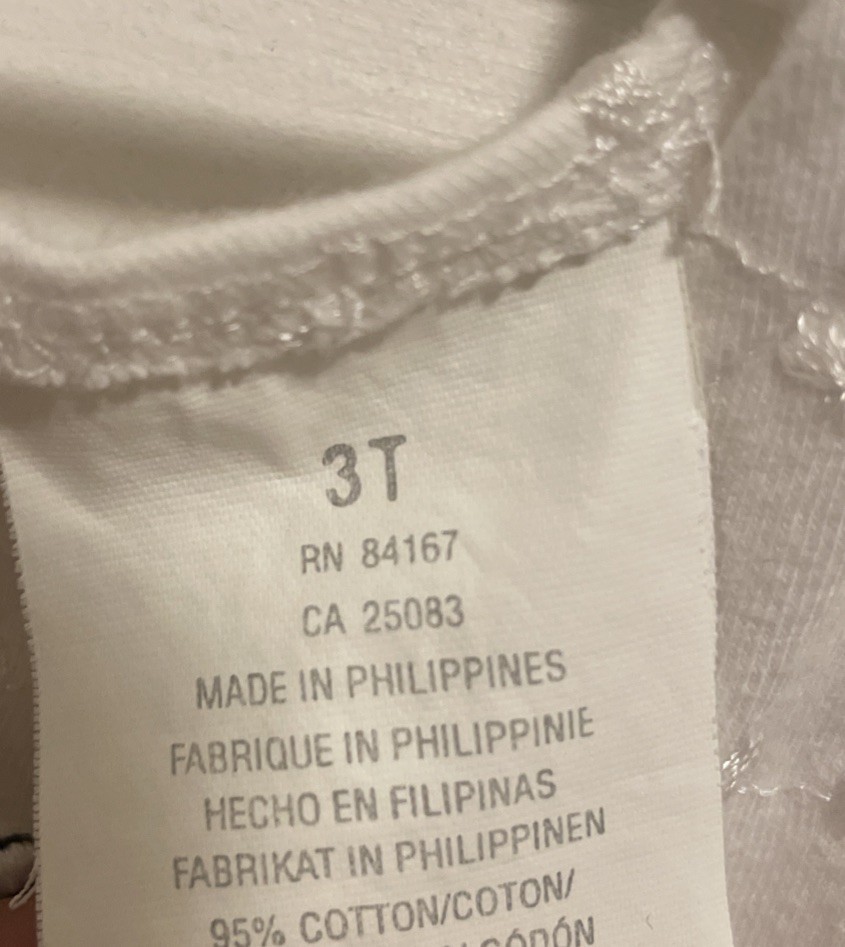 3T
RN 84167
CA 25083
MADE IN PHILIPPINES
FABRIQUE IN PHILIPPINIE
HECHO EN FILIPINAS
FABRIKAT IN PHILIPPINEN
95% COTTON/COTON/